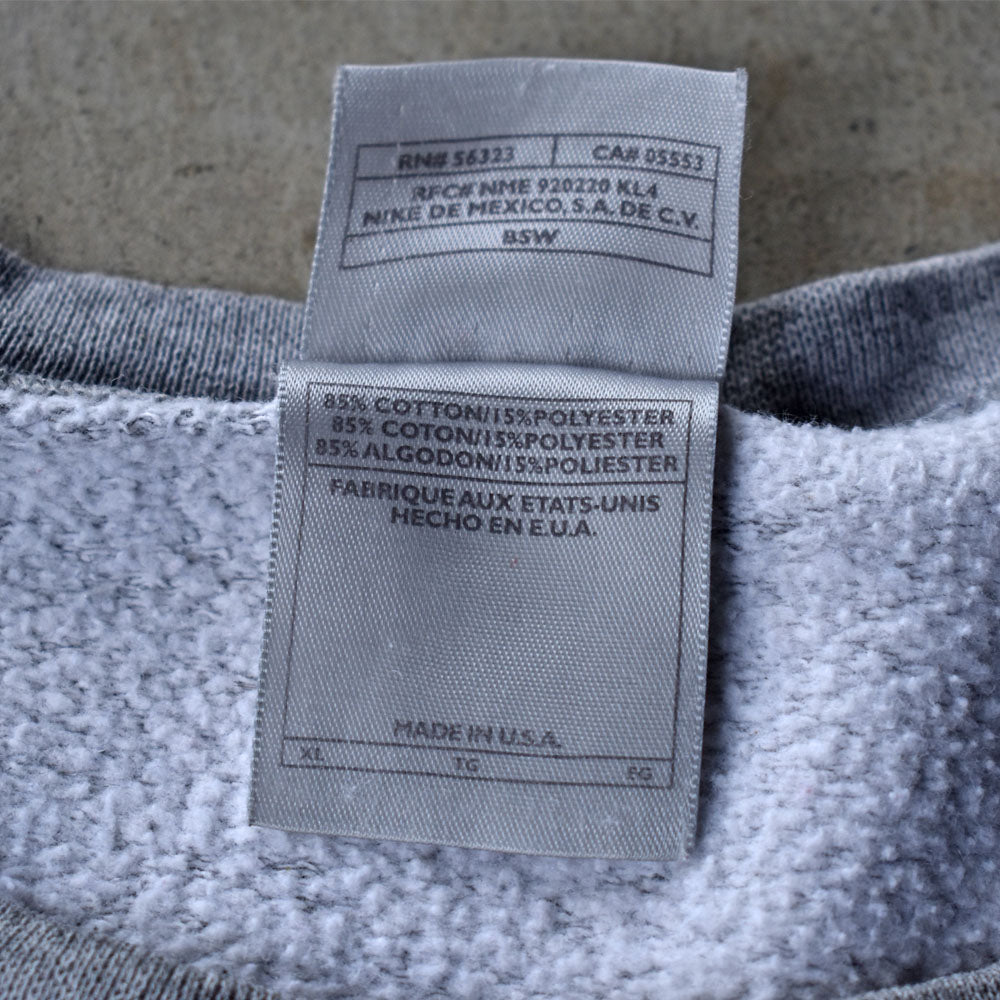 RN# 56323 CA# 05553
RFC# NME 920220 KL4
NIKE DE MEXICO, S.A. DE C.V.
BSW
85% COTTON/15%POLYESTER
85% COTON/15%POLYESTER
85% ALGODON/15%POLIESTER
FABRIQUE AUX ETATS-UNIS
HECHO EN E.U.A.
MADE IN U.S.A.
XL TG EG